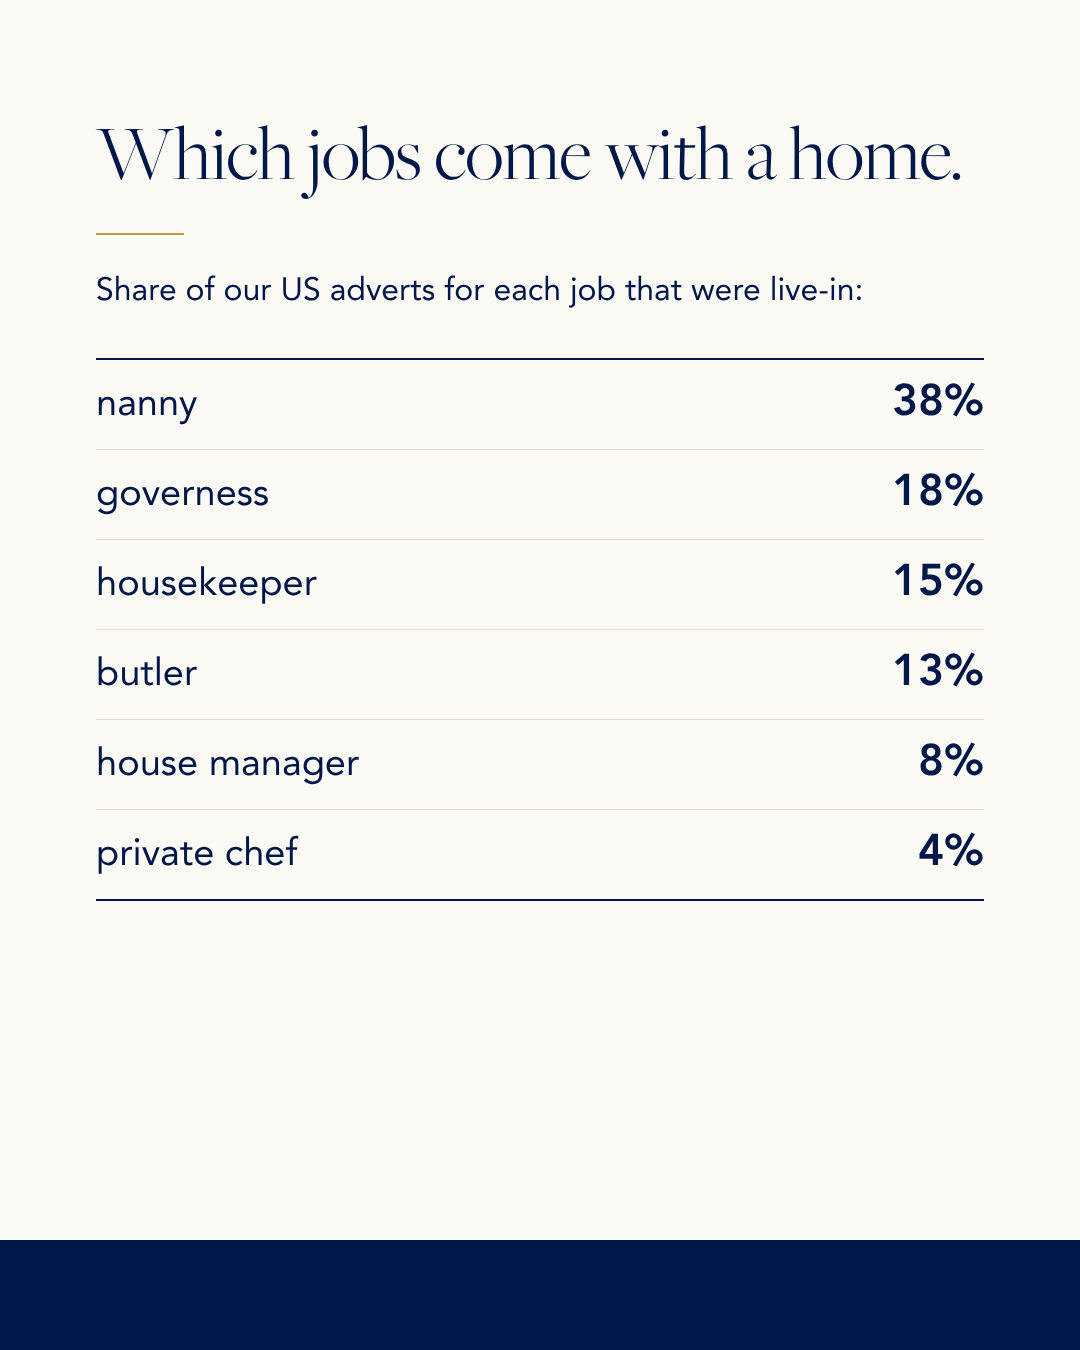 Which jobs come with a home.
Share of our US adverts for each job that were live-in:
nanny 38%
governess 18%
housekeeper 15%
butler 13%
house manager 8%
private chef 4%